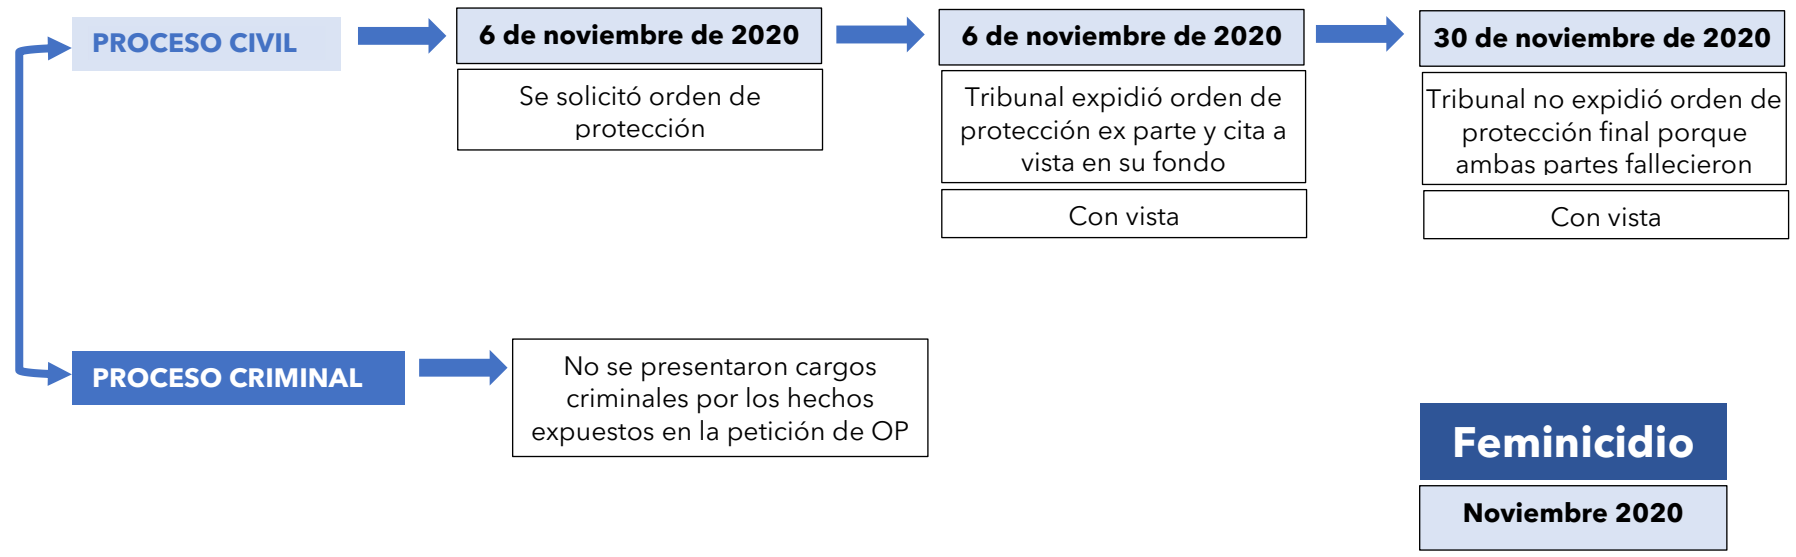 PROCESO CIVIL
6 de noviembre de 2020
Se solicitó orden de
protección
6 de noviembre de 2020
Tribunal expidió orden de
protección ex parte y cita a
vista en su fondo
Con vista
30 de noviembre de 2020
Tribunal no expidió orden de
protección final porque
ambas partes fallecieron
Con vista
PROCESO CRIMINAL
No se presentaron cargos
criminales por los hechos
expuestos en la petición de OP
Feminicidio
Noviembre 2020